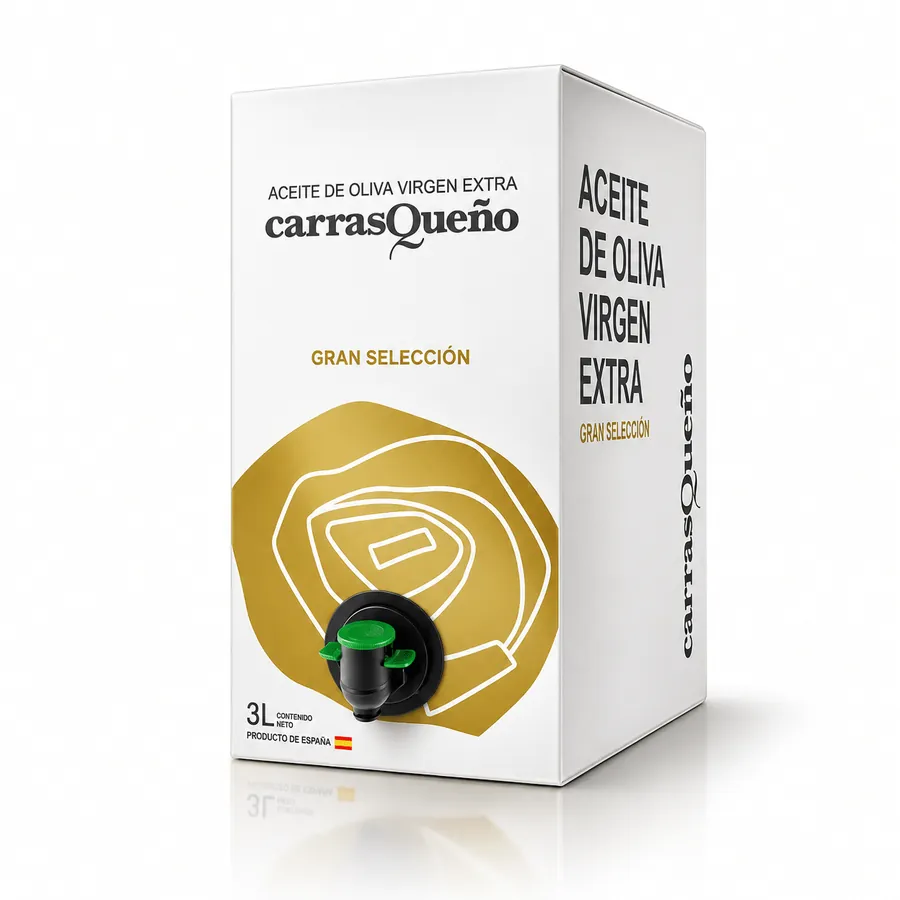 ACEITE DE OLIVA VIRGEN EXTRA
carrasQueño
GRAN SELECCIÓN
3L CONTENIDO NETO
PRODUCTO DE ESPAÑA
ACEITE
DE OLIVA
VIRGEN
EXTRA
GRAN SELECCIÓN
carrasQueño